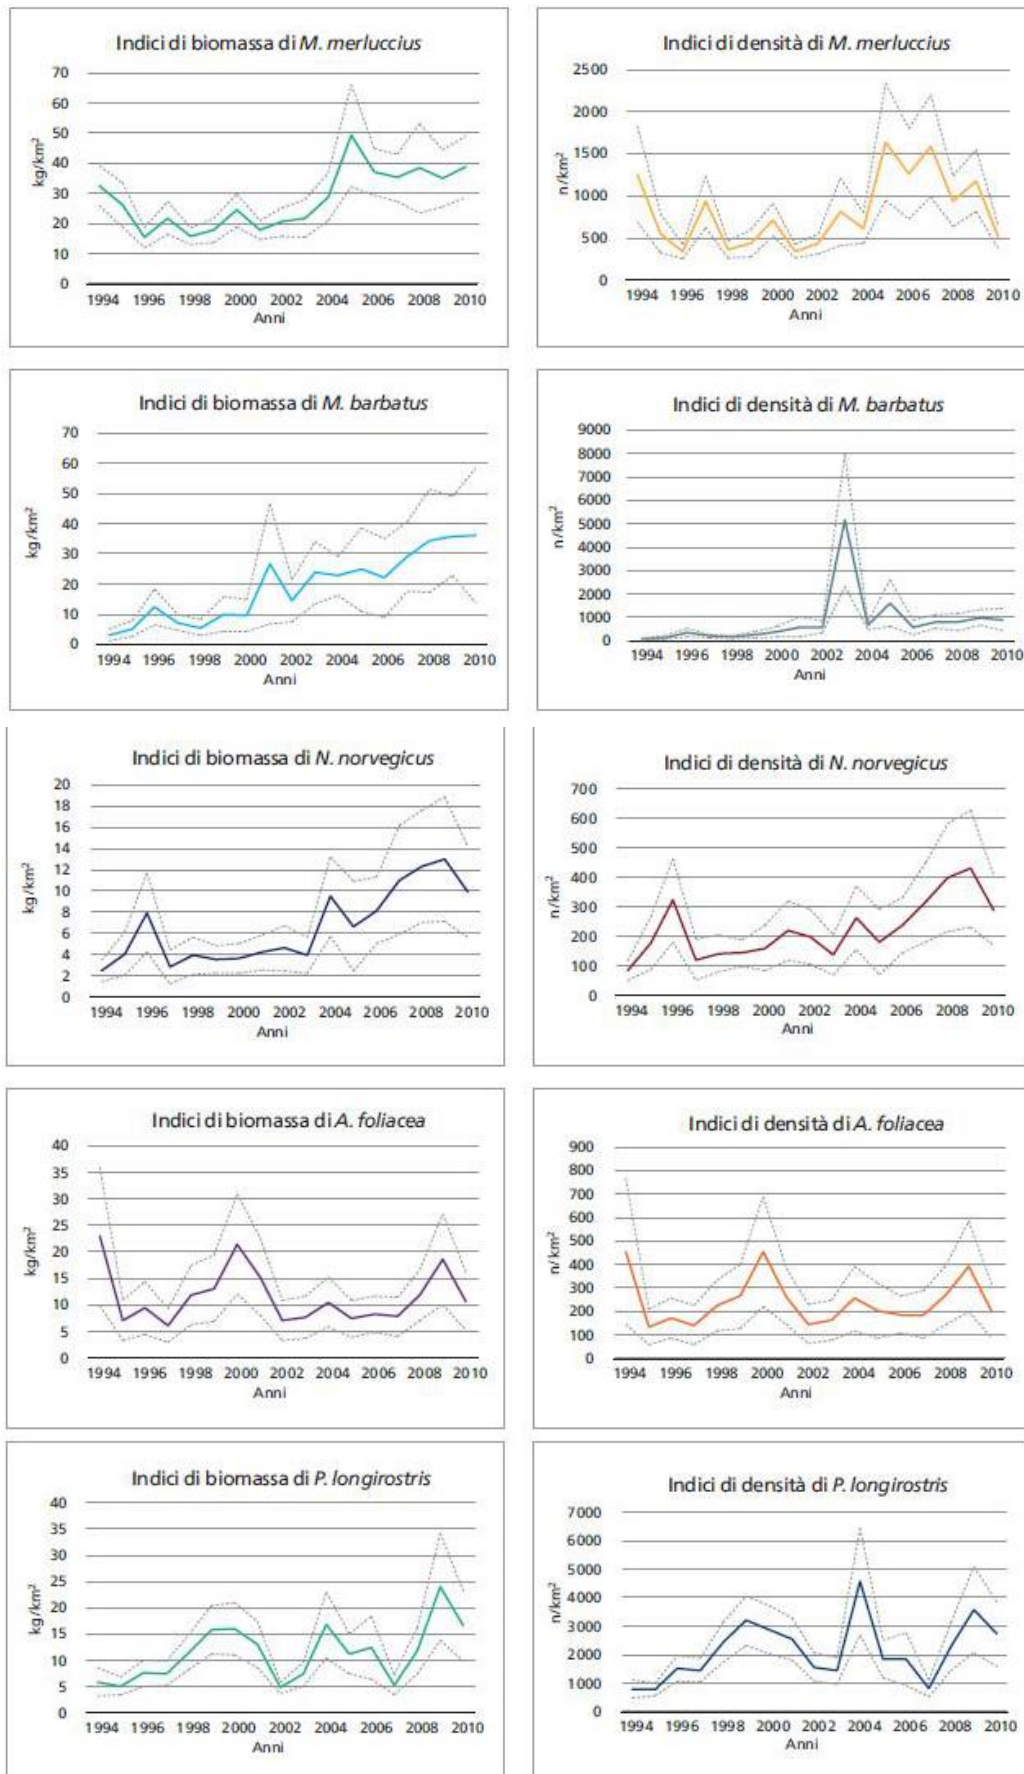 Indici di biomassa di M. merluccius
70
60
50
40
30
20
10
0
kg/km²
1994 1996 1998 2000 2002 2004 2006 2008 2010
Anni
Indici di densità di M. merluccius
2500
2000
1500
1000
500
0
n/km²
1994 1996 1998 2000 2002 2004 2006 2008 2010
Anni
Indici di biomassa di M. barbatus
70
60
50
40
30
20
10
0
kg/km²
1994 1996 1998 2000 2002 2004 2006 2008 2010
Anni
Indici di densità di M. barbatus
9000
8000
7000
6000
5000
4000
3000
2000
1000
0
n/km²
1994 1996 1998 2000 2002 2004 2006 2008 2010
Anni
Indici di biomassa di N. norvegicus
20
18
16
14
12
10
8
6
4
2
0
kg/km²
1994 1996 1998 2000 2002 2004 2006 2008 2010
Anni
Indici di densità di N. norvegicus
700
600
500
400
300
200
100
0
n/km²
1994 1996 1998 2000 2002 2004 2006 2008 2010
Anni
Indici di biomassa di A. foliacea
40
35
30
25
20
15
10
5
0
kg/km²
1994 1996 1998 2000 2002 2004 2006 2008 2010
Anni
Indici di densità di A. foliacea
900
800
700
600
500
400
300
200
100
0
n/km²
1994 1996 1998 2000 2002 2004 2006 2008 2010
Anni
Indici di biomassa di P. longirostris
40
35
30
25
20
15
10
5
0
kg/km²
1994 1996 1998 2000 2002 2004 2006 2008 2010
Anni
Indici di densità di P. longirostris
7000
6000
5000
4000
3000
2000
1000
0
n/km²
1994 1996 1998 2000 2002 2004 2006 2008 2010
Anni